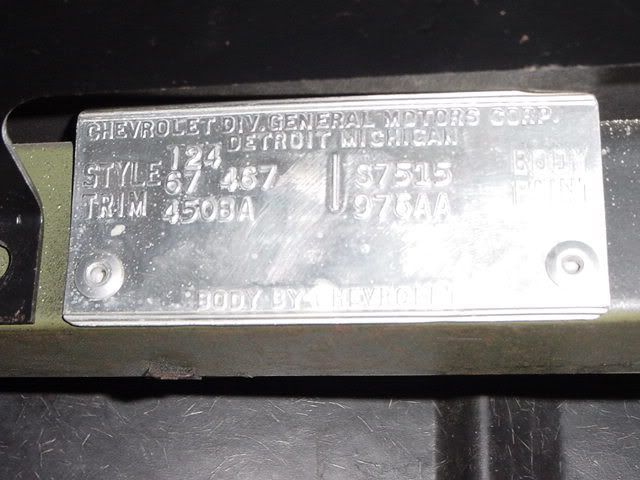 CHEVROLET DIV. GENERAL MOTORS CORP.
DETROIT MICHIGAN
124
STYLE 67 467 S7515 BODY
TRIM 450BA 976AA PAINT
BODY BY CHEVROLET